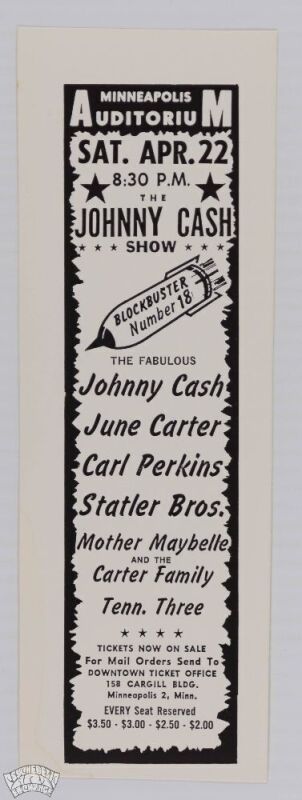 MINNEAPOLIS
AUDITORIUM
SAT. APR. 22
8:30 P.M.
THE
JOHNNY CASH
SHOW
BLOCKBUSTER
Number 18
THE FABULOUS
Johnny Cash
June Carter
Carl Perkins
Statler Bros.
Mother Maybelle
AND THE
Carter Family
Tenn. Three
TICKETS NOW ON SALE
For Mail Orders Send To
DOWNTOWN TICKET OFFICE
158 CARGILL BLDG.
Minneapolis 2, Minn.
EVERY Seat Reserved
$3.50 - $3.00 - $2.50 - $2.00